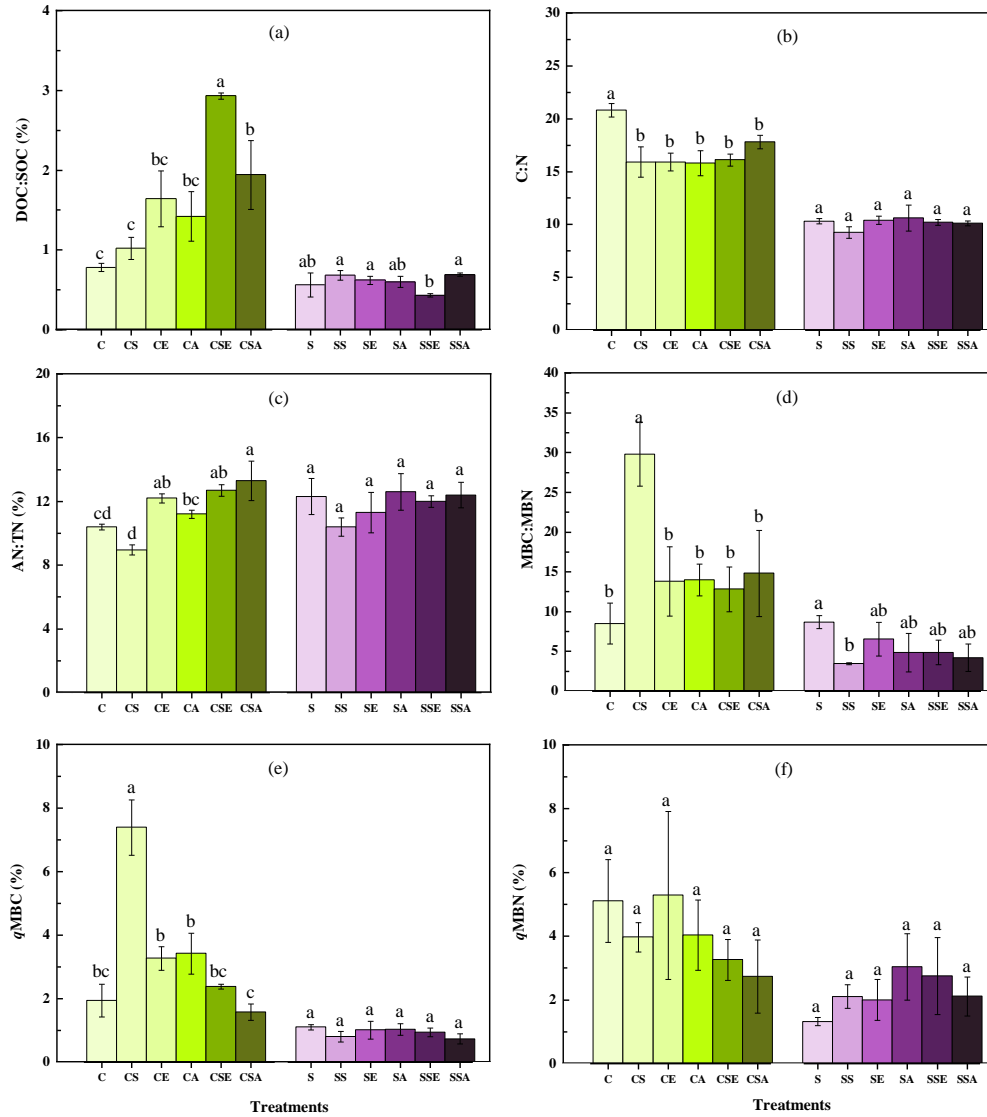 (a)
DOC:SOC (%)
4
3
2
1
0
c
c
bc
bc
a
b
ab
a
a
ab
b
a
C CS CE CA CSE CSA S SS SE SA SSE SSA
(b)
C:N
30
25
20
15
10
5
0
a
b
b
b
b
b
a
a
a
a
a
a
C CS CE CA CSE CSA S SS SE SA SSE SSA
(c)
AN:TN (%)
20
16
12
8
4
0
cd
d
ab
bc
ab
a
a
a
a
a
a
a
C CS CE CA CSE CSA S SS SE SA SSE SSA
(d)
MBC:MBN
40
35
30
25
20
15
10
5
0
b
a
b
b
b
b
a
b
ab
ab
ab
ab
C CS CE CA CSE CSA S SS SE SA SSE SSA
(e)
qMBC (%)
10
8
6
4
2
0
bc
a
b
b
bc
c
a
a
a
a
a
a
C CS CE CA CSE CSA S SS SE SA SSE SSA
Treatments
(f)
qMBN (%)
10
8
6
4
2
0
a
a
a
a
a
a
a
a
a
a
a
a
C CS CE CA CSE CSA S SS SE SA SSE SSA
Treatments